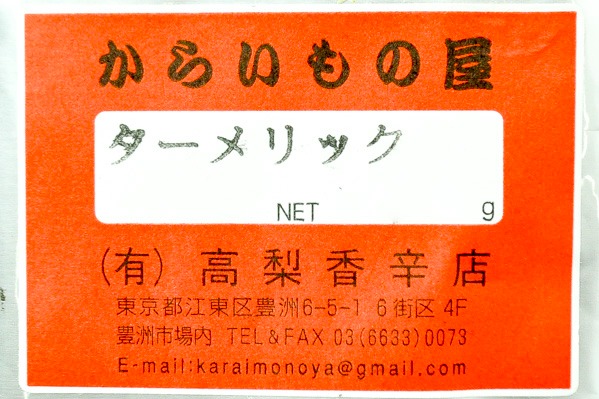 からいもの屋
ターメリック
NET g
(有) 高梨香辛店
東京都江東区豊洲6-5-1 6街区4F
豊洲市場内 TEL&FAX 03(6633)0073
E-mail:karaimonoya@gmail.com